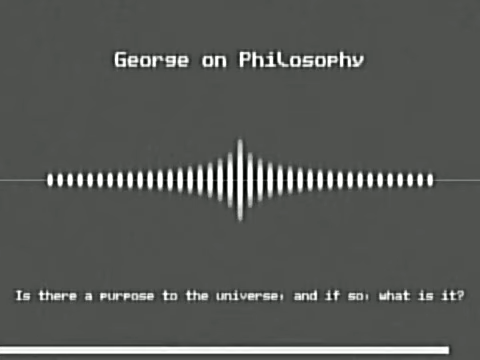 George on Philosophy
Is there a purpose to the universe, and if so, what is it?